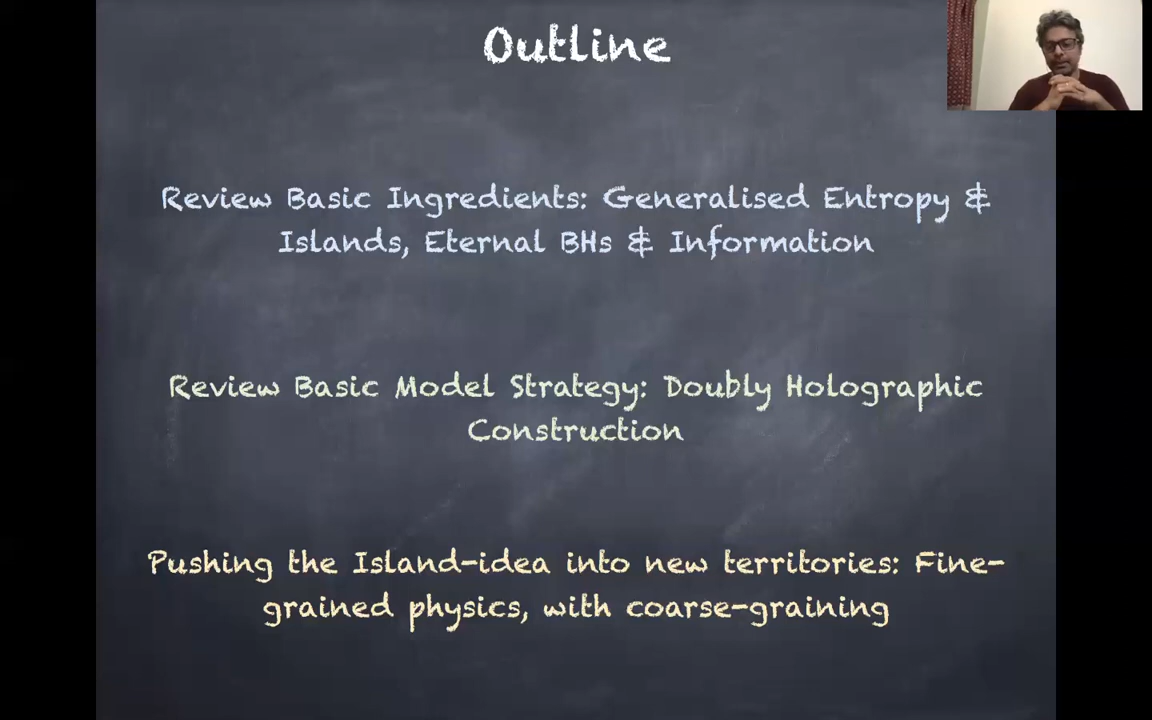 Outline
Review Basic Ingredients: Generalised Entropy &
Islands, Eternal BHs & Information
Review Basic Model Strategy: Doubly Holographic
Construction
Pushing the Island-idea into new territories: Fine-
grained physics, with coarse-graining